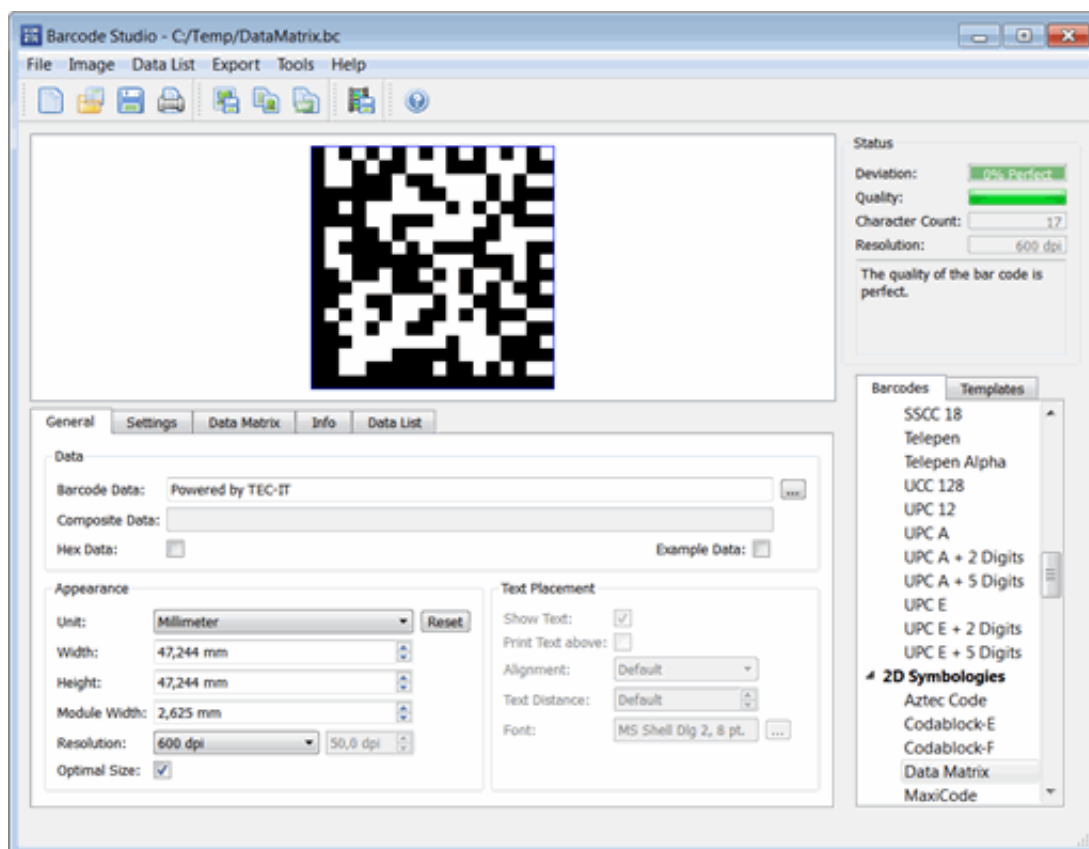 Barcode Studio - C:/Temp/DataMatrix.bc
File Image Data List Export Tools Help
Status
Deviation: 0% Perfect
Quality:
Character Count: 17
Resolution: 600 dpi
The quality of the bar code is
perfect.
General Settings Data Matrix Info Data List
Data
Barcode Data: Powered by TEC-IT ...
Composite Data:
Hex Data: Example Data:
Appearance
Unit: Millimeter Reset
Width: 47,244 mm
Height: 47,244 mm
Module Width: 2,625 mm
Resolution: 600 dpi 50,0 dpi
Optimal Size:
Text Placement
Show Text:
Print Text above:
Alignment: Default
Text Distance: Default
Font: MS Shell Dlg 2, 8 pt. ...
Barcodes Templates
SSCC 18
Telepen
Telepen Alpha
UCC 128
UPC 12
UPC A
UPC A + 2 Digits
UPC A + 5 Digits
UPC E
UPC E + 2 Digits
UPC E + 5 Digits
2D Symbologies
Aztec Code
Codablock-E
Codablock-F
Data Matrix
MaxiCode